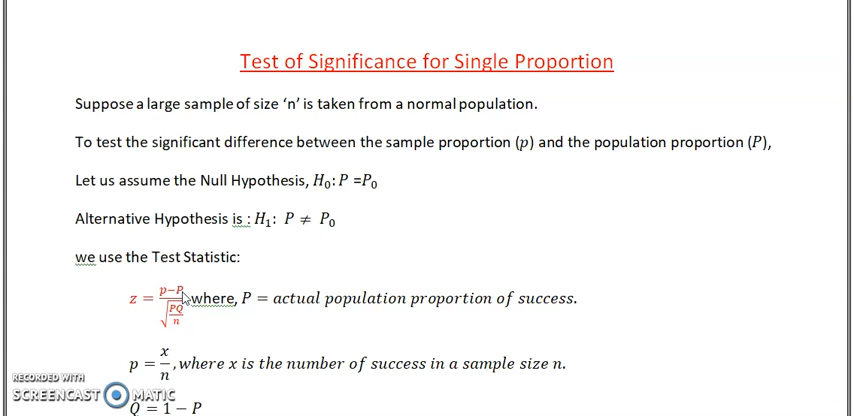 Test of Significance for Single Proportion
Suppose a large sample of size ‘n’ is taken from a normal population.
To test the significant difference between the sample proportion (p) and the population proportion (P),
Let us assume the Null Hypothesis, H₀: P =P₀
Alternative Hypothesis is : H₁: P ≠ P₀
we use the Test Statistic:
z = (p−P)/√(PQ/n) where, P = actual population proportion of success.
p = x/n, where x is the number of success in a sample size n.
Q = 1 − P
RECORDED WITH
SCREENCAST MATIC